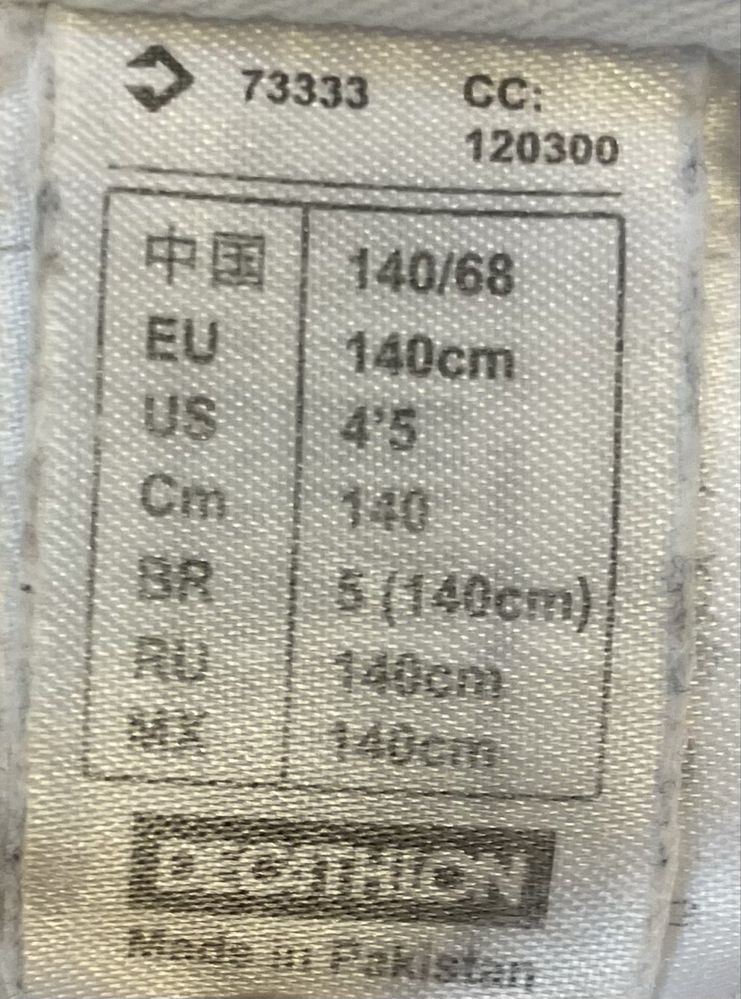 73333 CC:
120300
中国 140/68
EU 140cm
US 4'5
Cm 140
BR 5 (140cm)
RU 140cm
MX 140cm
DECATHLON
Made in Pakistan